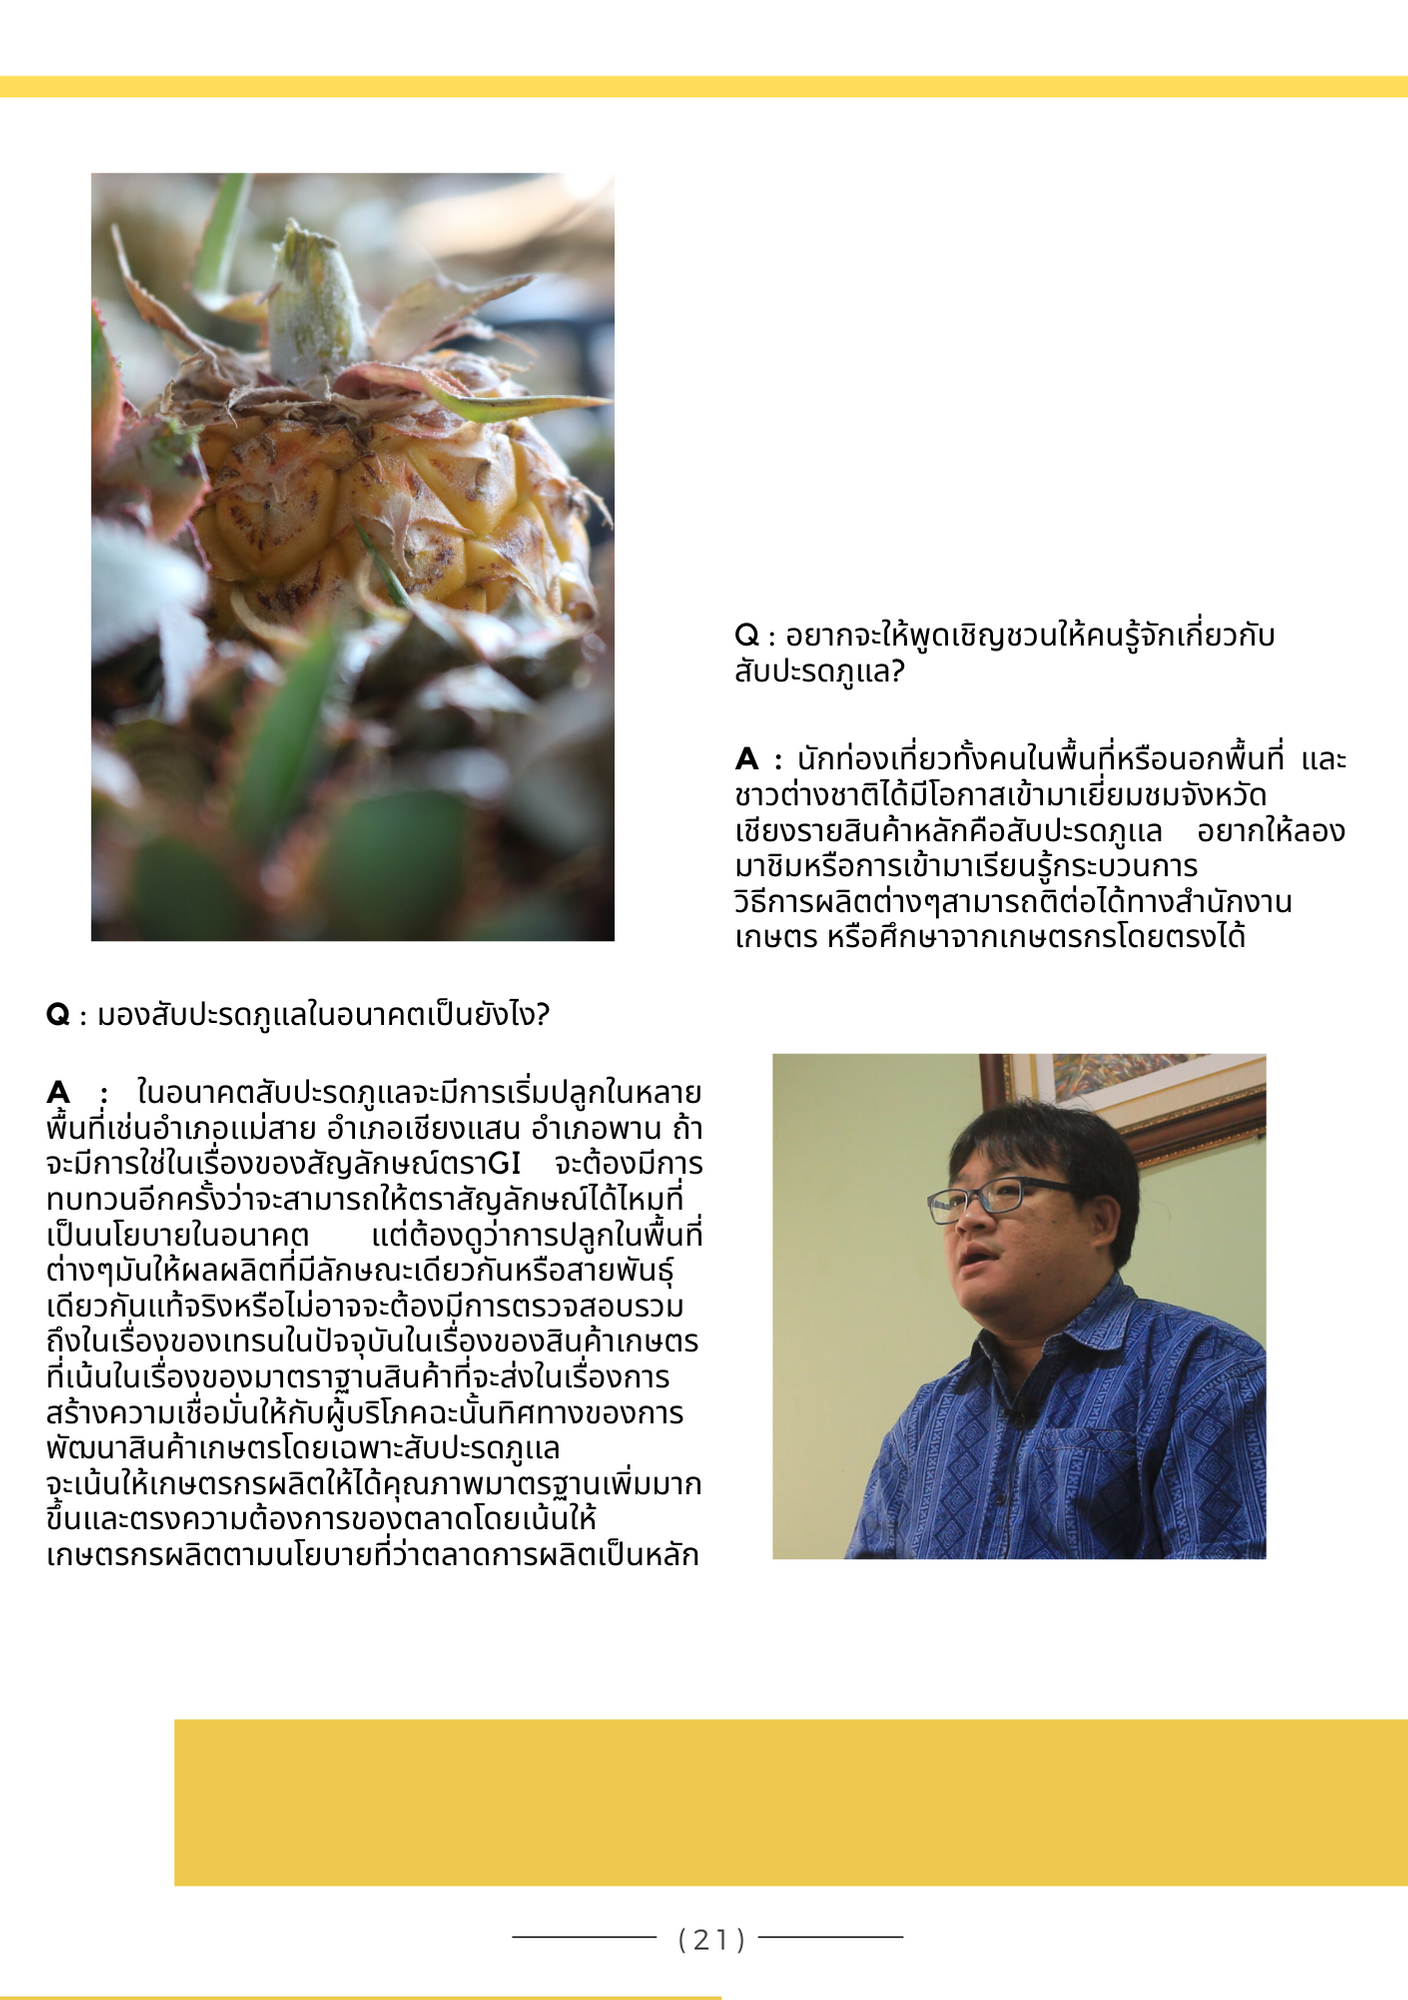 Q : มองสับปะรดภูแลในอนาคตเป็นยังไง?
A : ในอนาคตสับปะรดภูแลจะมีการเริ่มปลูกในหลาย
พื้นที่เช่นอำเภอแม่สาย อำเภอเชียงแสน อำเภอพาน ถ้า
จะมีการใช่ในเรื่องของสัญลักษณ์ตราGI จะต้องมีการ
ทบทวนอีกครั้งว่าจะสามารถให้ตราสัญลักษณ์ได้ไหมที่
เป็นนโยบายในอนาคต แต่ต้องดูว่าการปลูกในพื้นที่
ต่างๆมันให้ผลผลิตที่มีลักษณะเดียวกันหรือสายพันธุ์
เดียวกันแท้จริงหรือไม่อาจจะต้องมีการตรวจสอบรวม
ถึงในเรื่องของเทรนในปัจจุบันในเรื่องของสินค้าเกษตร
ที่เน้นในเรื่องของมาตราฐานสินค้าที่จะส่งในเรื่องการ
สร้างความเชื่อมั่นให้กับผู้บริโภคฉะนั้นทิศทางของการ
พัฒนาสินค้าเกษตรโดยเฉพาะสับปะรดภูแล
จะเน้นให้เกษตรกรผลิตให้ได้คุณภาพมาตรฐานเพิ่มมาก
ขึ้นและตรงความต้องการของตลาดโดยเน้นให้
เกษตรกรผลิตตามนโยบายที่ว่าตลาดการผลิตเป็นหลัก
Q : อยากจะให้พูดเชิญชวนให้คนรู้จักเกี่ยวกับ
สับปะรดภูแล?
A : นักท่องเที่ยวทั้งคนในพื้นที่หรือนอกพื้นที่ และ
ชาวต่างชาติได้มีโอกาสเข้ามาเยี่ยมชมจังหวัด
เชียงรายสินค้าหลักคือสับปะรดภูแล อยากให้ลอง
มาชิมหรือการเข้ามาเรียนรู้กระบวนการ
วิธีการผลิตต่างๆสามารถติต่อได้ทางสำนักงาน
เกษตร หรือศึกษาจากเกษตรกรโดยตรงได้
(21)